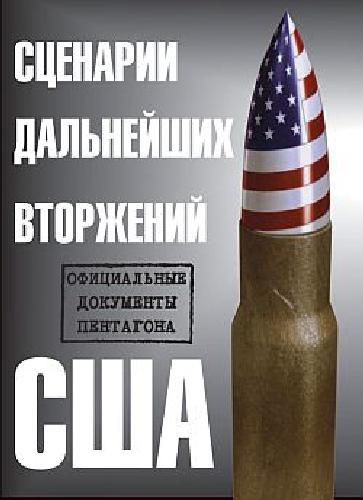 СЦЕНАРИИ
ДАЛЬНЕЙШИХ
ВТОРЖЕНИЙ
ОФИЦИАЛЬНЫЕ
ДОКУМЕНТЫ
ПЕНТАГОНА
США